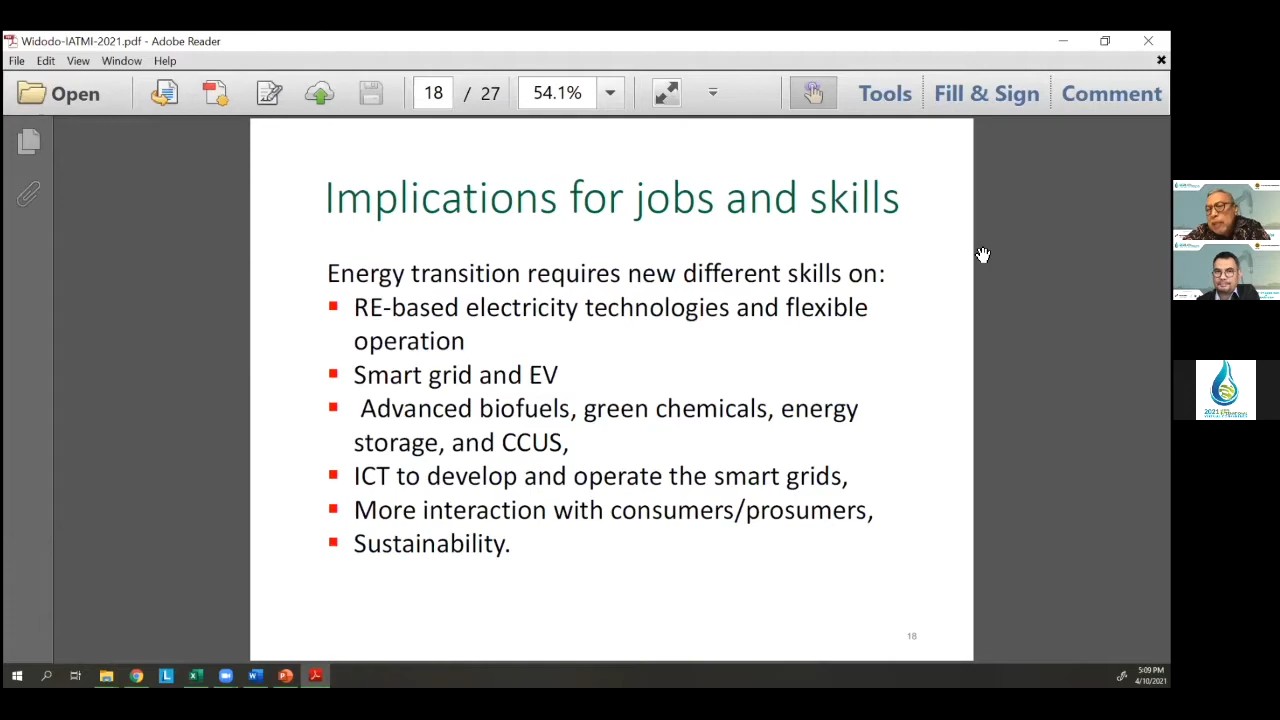 Widodo-IATMI-2021.pdf - Adobe Reader
File Edit View Window Help
Open 18 / 27 54.1% Tools Fill & Sign Comment
Implications for jobs and skills
Energy transition requires new different skills on:
RE-based electricity technologies and flexible
operation
Smart grid and EV
Advanced biofuels, green chemicals, energy
storage, and CCUS,
ICT to develop and operate the smart grids,
More interaction with consumers/prosumers,
Sustainability.
18
2021
5:09 PM
4/10/2021